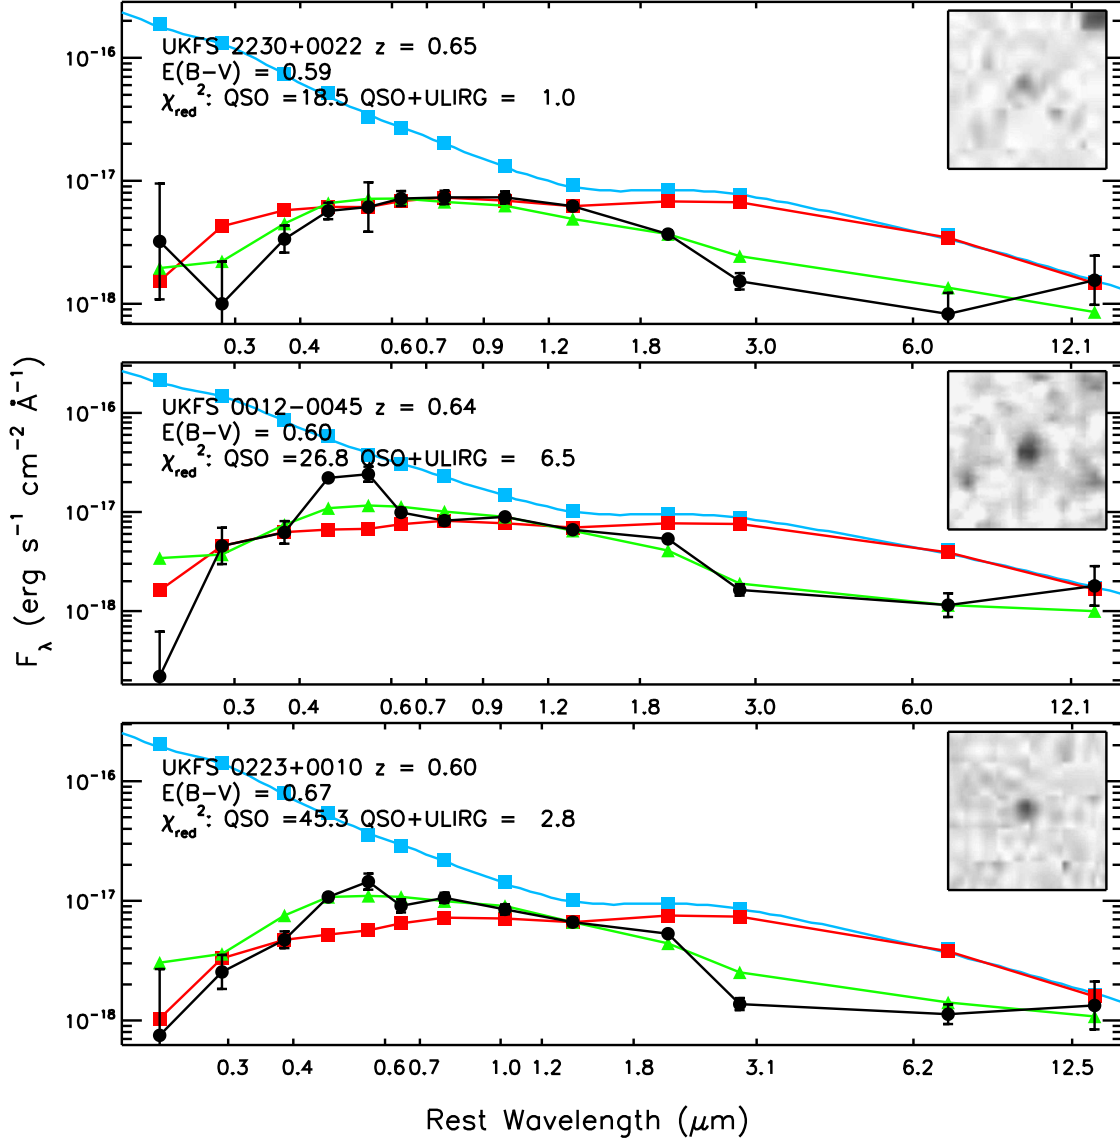 UKFS 2230+0022 z = 0.65
E(B−V) = 0.59
χred²: QSO =18.5 QSO+ULIRG = 1.0
10⁻¹⁶
10⁻¹⁷
10⁻¹⁸
0.3 0.4 0.6 0.7 0.9 1.2 1.8 3.0 6.0 12.1
UKFS 0012−0045 z = 0.64
E(B−V) = 0.60
χred²: QSO =26.8 QSO+ULIRG = 6.5
10⁻¹⁶
10⁻¹⁷
10⁻¹⁸
Fλ (erg s⁻¹ cm⁻² Å⁻¹)
0.3 0.4 0.6 0.7 0.9 1.2 1.8 3.0 6.0 12.1
UKFS 0223+0010 z = 0.60
E(B−V) = 0.67
χred²: QSO =45.3 QSO+ULIRG = 2.8
10⁻¹⁶
10⁻¹⁷
10⁻¹⁸
0.3 0.4 0.6 0.7 1.0 1.2 1.8 3.1 6.2 12.5
Rest Wavelength (μm)